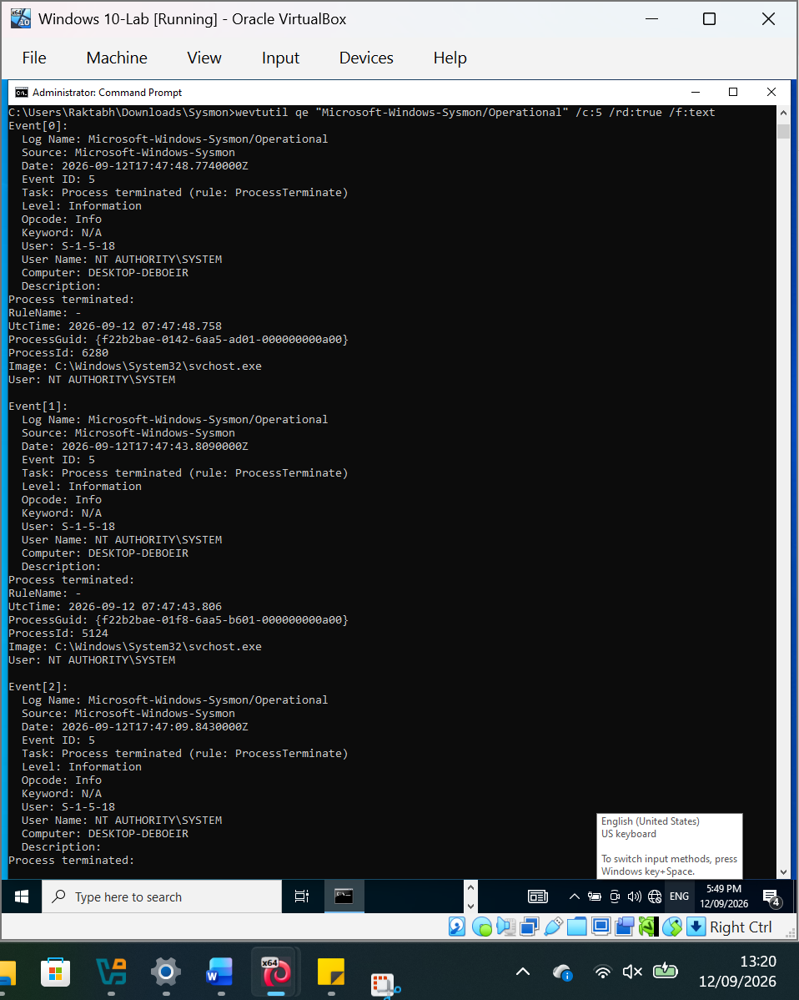 Windows 10-Lab [Running] - Oracle VirtualBox
File Machine View Input Devices Help
Administrator: Command Prompt
C:\Users\Raktabh\Downloads\Sysmon>wevtutil qe "Microsoft-Windows-Sysmon/Operational" /c:5 /rd:true /f:text
Event[0]:
Log Name: Microsoft-Windows-Sysmon/Operational
Source: Microsoft-Windows-Sysmon
Date: 2026-09-12T17:47:48.7740000Z
Event ID: 5
Task: Process terminated (rule: ProcessTerminate)
Level: Information
Opcode: Info
Keyword: N/A
User: S-1-5-18
User Name: NT AUTHORITY\SYSTEM
Computer: DESKTOP-DEBOEIR
Description:
Process terminated:
RuleName: -
UtcTime: 2026-09-12 07:47:48.758
ProcessGuid: {f22b2bae-0142-6aa5-ad01-000000000a00}
ProcessId: 6280
Image: C:\Windows\System32\svchost.exe
User: NT AUTHORITY\SYSTEM
Event[1]:
Log Name: Microsoft-Windows-Sysmon/Operational
Source: Microsoft-Windows-Sysmon
Date: 2026-09-12T17:47:43.8090000Z
Event ID: 5
Task: Process terminated (rule: ProcessTerminate)
Level: Information
Opcode: Info
Keyword: N/A
User: S-1-5-18
User Name: NT AUTHORITY\SYSTEM
Computer: DESKTOP-DEBOEIR
Description:
Process terminated:
RuleName: -
UtcTime: 2026-09-12 07:47:43.806
ProcessGuid: {f22b2bae-01f8-6aa5-b601-000000000a00}
ProcessId: 5124
Image: C:\Windows\System32\svchost.exe
User: NT AUTHORITY\SYSTEM
Event[2]:
Log Name: Microsoft-Windows-Sysmon/Operational
Source: Microsoft-Windows-Sysmon
Date: 2026-09-12T17:47:09.8430000Z
Event ID: 5
Task: Process terminated (rule: ProcessTerminate)
Level: Information
Opcode: Info
Keyword: N/A
User: S-1-5-18
User Name: NT AUTHORITY\SYSTEM
Computer: DESKTOP-DEBOEIR
Description:
Process terminated:
English (United States)
US keyboard
To switch input methods, press
Windows key+Space.
Type here to search
ENG
5:49 PM
12/09/2026
4
Right Ctrl
x64
13:20
12/09/2026